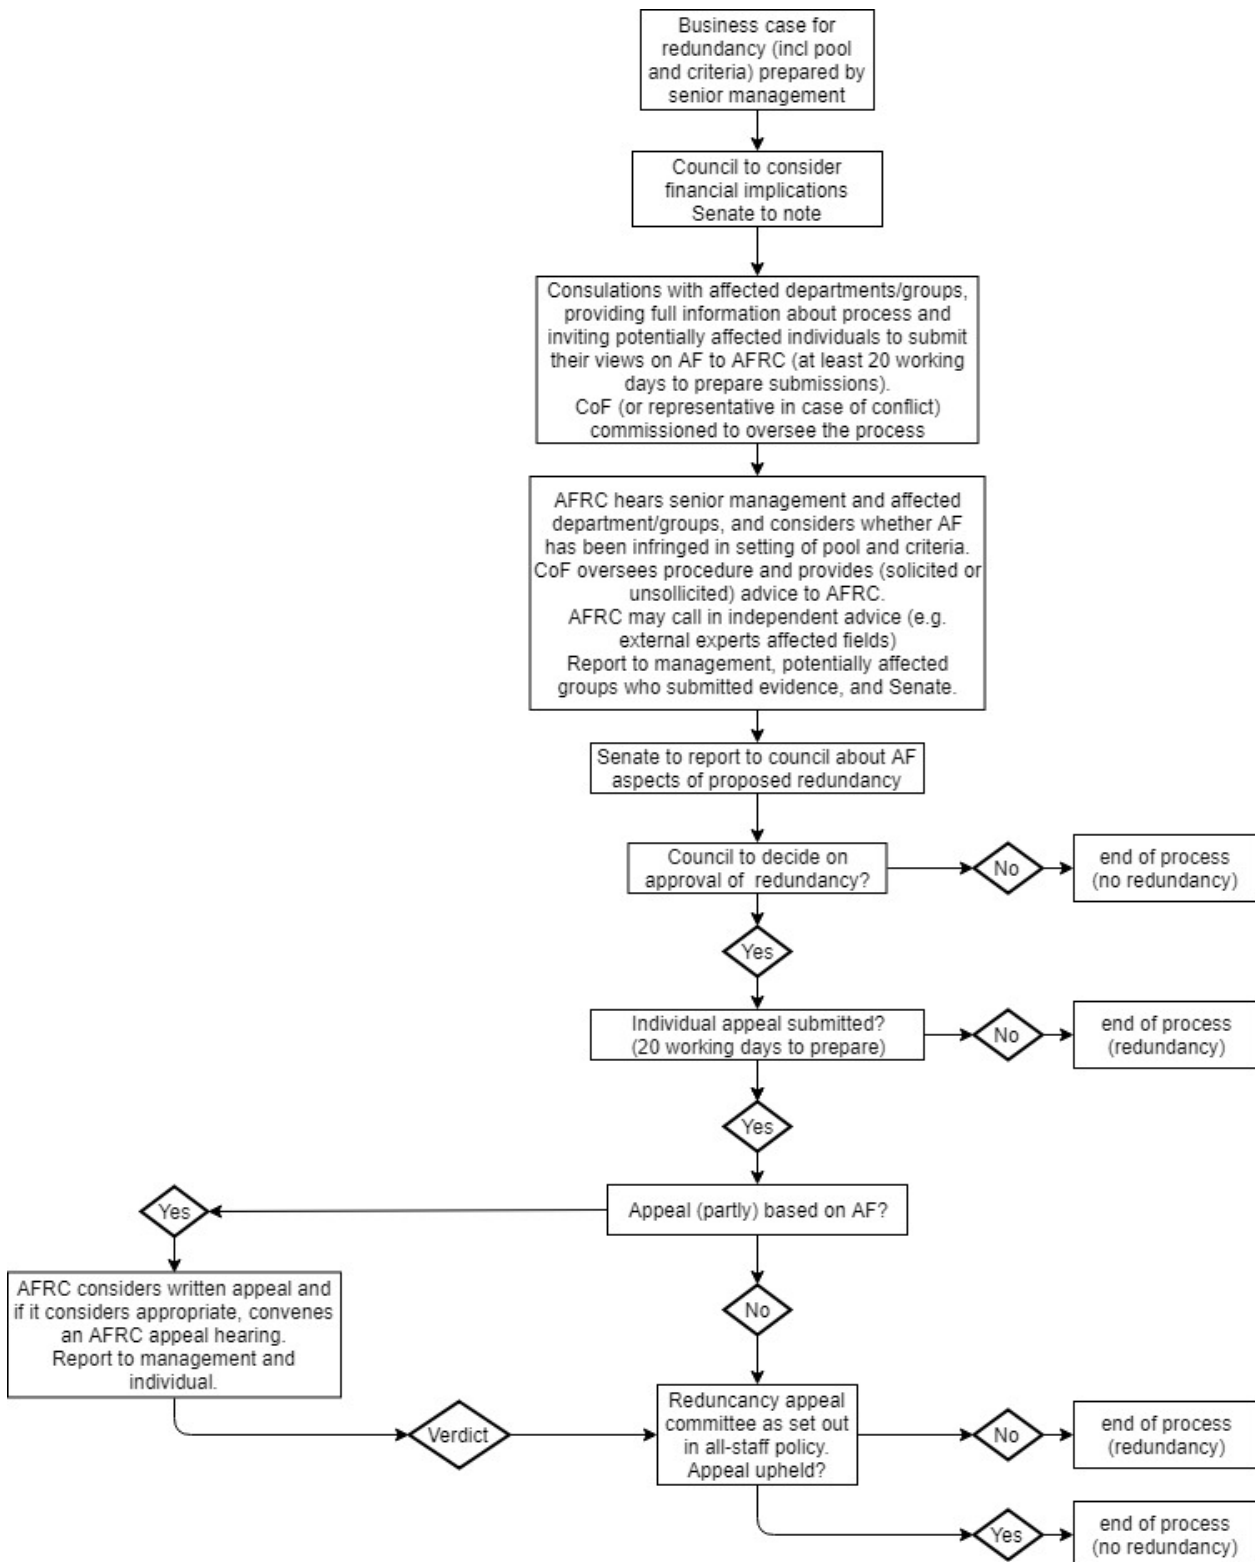 Business case for
redundancy (incl pool
and criteria) prepared by
senior management
Council to consider
financial implications
Senate to note
Consulations with affected departments/groups,
providing full information about process and
inviting potentially affected individuals to submit
their views on AF to AFRC (at least 20 working
days to prepare submissions).
CoF (or representative in case of conflict)
commissioned to oversee the process
AFRC hears senior management and affected
department/groups, and considers whether AF
has been infringed in setting of pool and criteria.
CoF oversees procedure and provides (solicited or
unsollicited) advice to AFRC.
AFRC may call in independent advice (e.g.
external experts affected fields)
Report to management, potentially affected
groups who submitted evidence, and Senate.
Senate to report to council about AF
aspects of proposed redundancy
Council to decide on
approval of redundancy?
No
end of process
(no redundancy)
Yes
Individual appeal submitted?
(20 working days to prepare)
No
end of process
(redundancy)
Yes
Appeal (partly) based on AF?
Yes
AFRC considers written appeal and
if it considers appropriate, convenes
an AFRC appeal hearing.
Report to management and
individual.
No
Verdict
Reduncancy appeal
committee as set out
in all-staff policy.
Appeal upheld?
No
end of process
(redundancy)
Yes
end of process
(no redundancy)